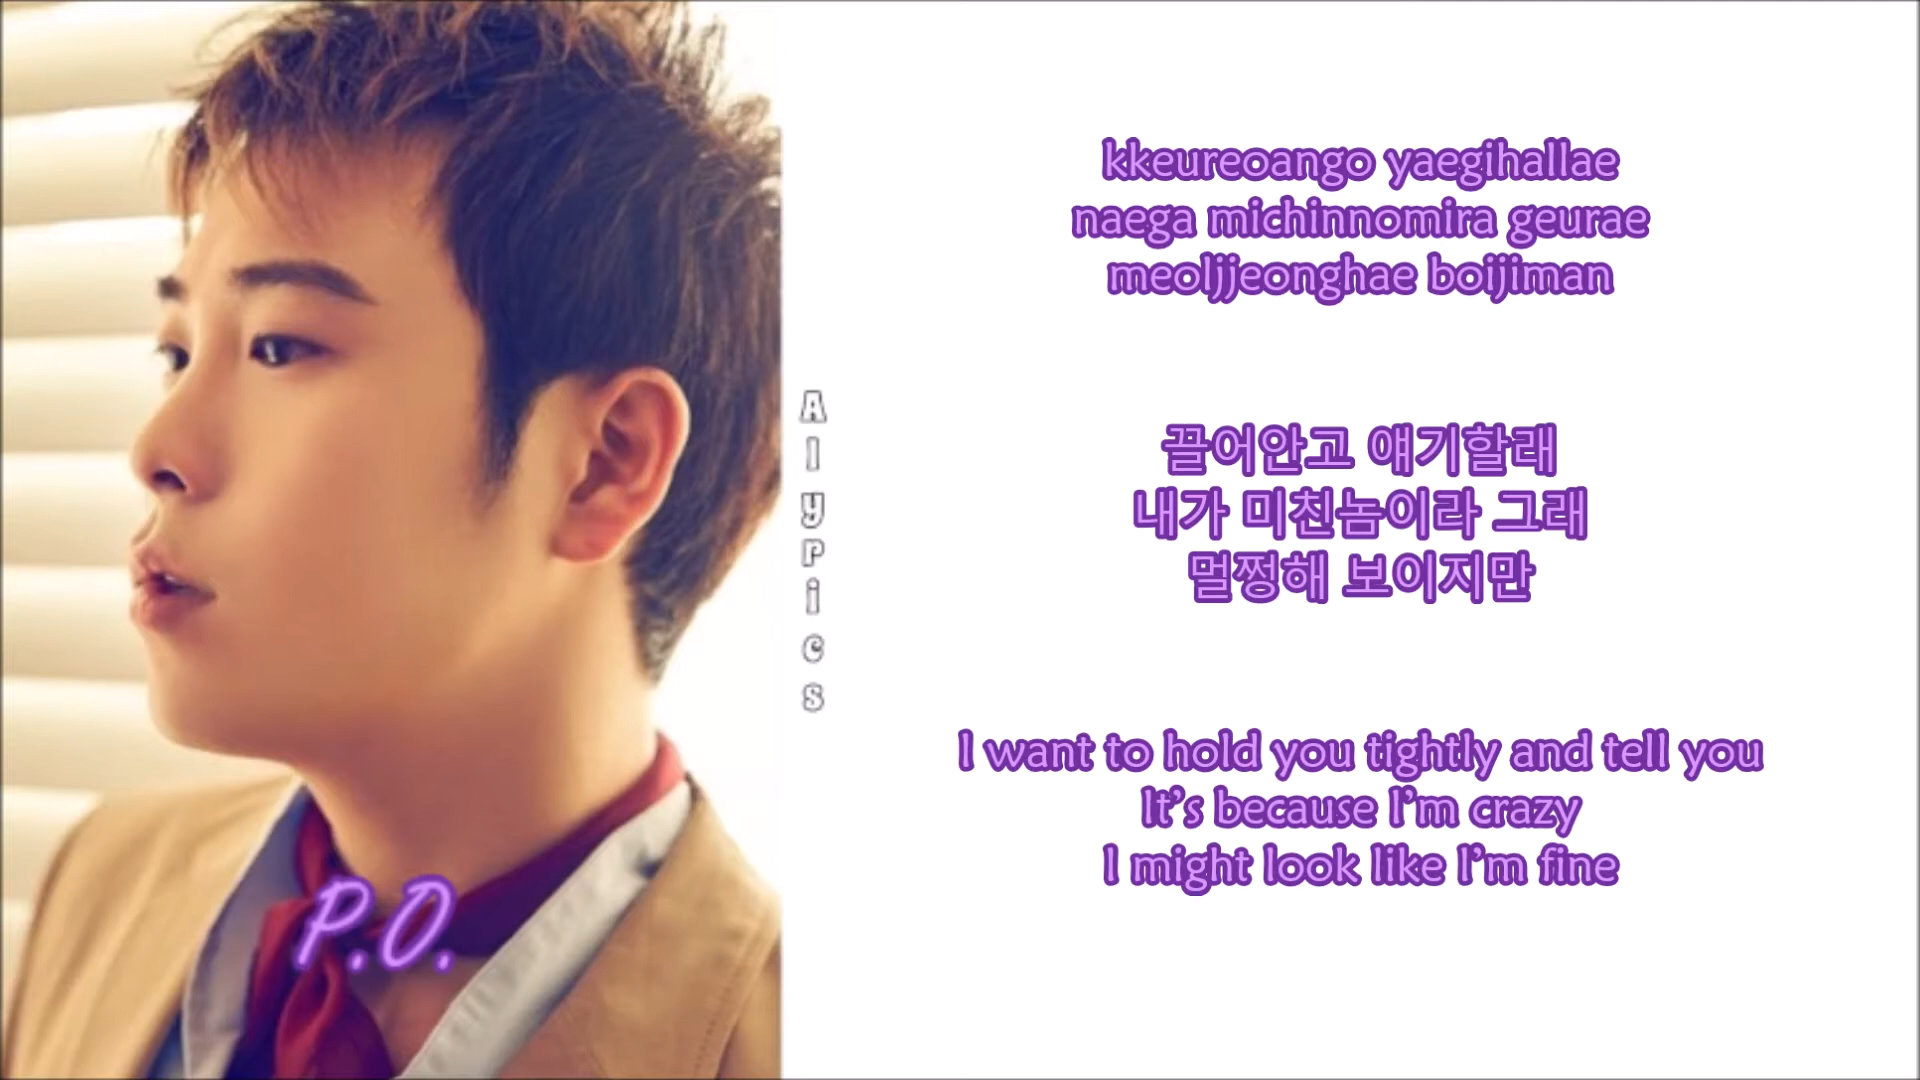 kkeureoango yaegihallae
naega michinnomira geurae
meoljjeonghae boijiman
끌어안고 얘기할래
내가 미친놈이라 그래
멀쩡해 보이지만
I want to hold you tightly and tell you
It's because I'm crazy
I might look like I'm fine
AlyPics
P.O.